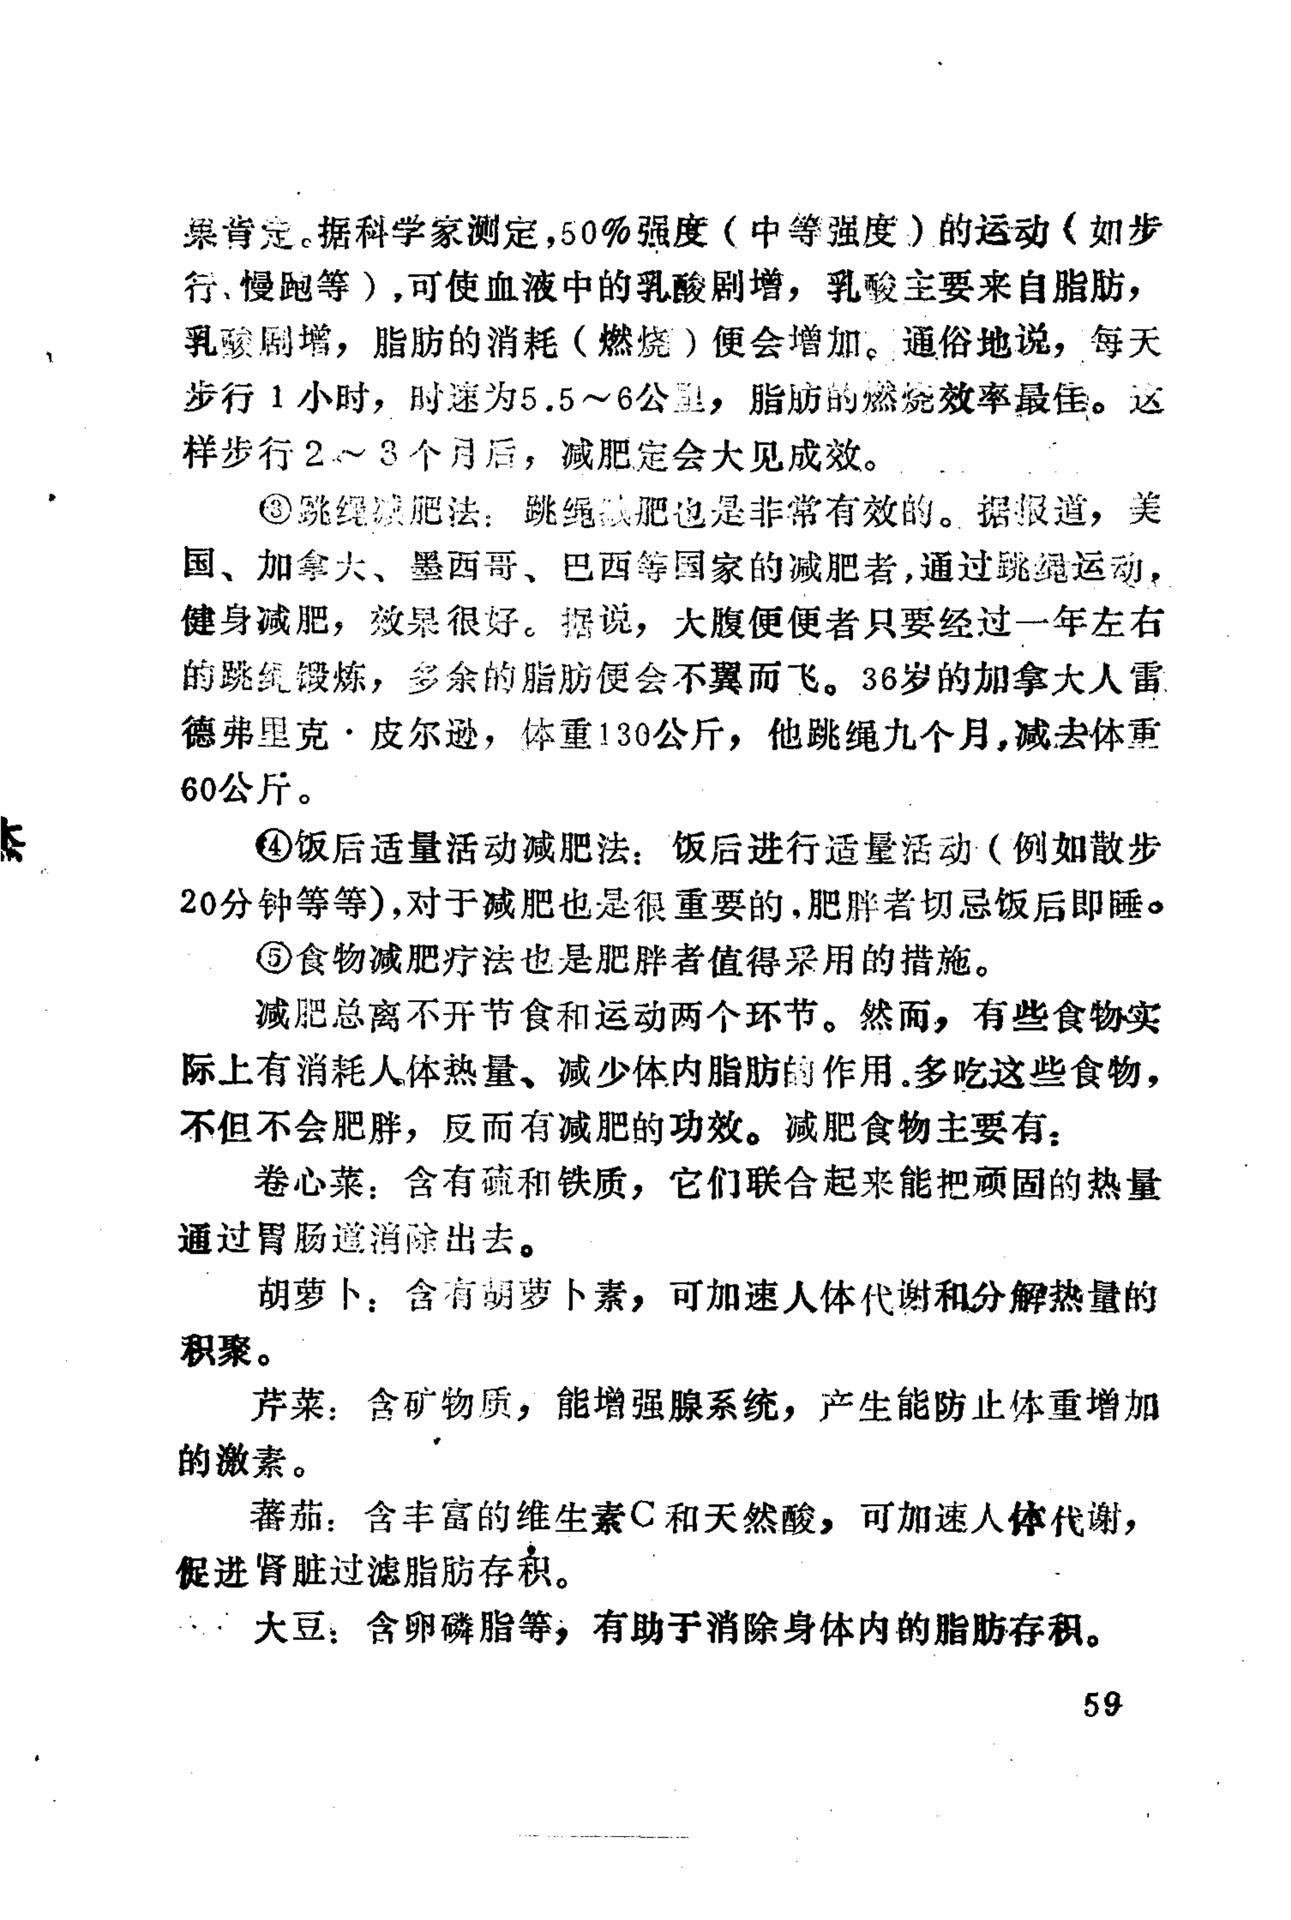 果肯定。据科学家测定,50%强度（中等强度）的运动（如步
行、慢跑等）,可使血液中的乳酸剧增，乳酸主要来自脂肪，
乳酸剧增，脂肪的消耗（燃烧）便会增加。通俗地说，每天
步行1小时，时速为5.5～6公里，脂肪的燃烧效率最佳。这
样步行2～3个月后，减肥定会大见成效。
③跳绳减肥法：跳绳减肥也是非常有效的。据报道，美
国、加拿大、墨西哥、巴西等国家的减肥者,通过跳绳运动，
健身减肥，效果很好。据说，大腹便便者只要经过一年左右
的跳绳锻炼，多余的脂肪便会不翼而飞。36岁的加拿大人雷
德弗里克·皮尔逊，体重130公斤，他跳绳九个月,减去体重
60公斤。
④饭后适量活动减肥法：饭后进行适量活动（例如散步
20分钟等等),对于减肥也是很重要的,肥胖者切忌饭后即睡。
⑤食物减肥疗法也是肥胖者值得采用的措施。
减肥总离不开节食和运动两个环节。然而，有些食物实
际上有消耗人体热量、减少体内脂肪的作用.多吃这些食物，
不但不会肥胖，反而有减肥的功效。减肥食物主要有：
卷心菜：含有硫和铁质，它们联合起来能把顽固的热量
通过胃肠道消除出去。
胡萝卜：含有胡萝卜素，可加速人体代谢和分解热量的
积聚。
芹菜：含矿物质，能增强腺系统，产生能防止体重增加
的激素。
蕃茄：含丰富的维生素C和天然酸，可加速人体代谢，
促进肾脏过滤脂肪存积。
大豆：含卵磷脂等，有助于消除身体内的脂肪存积。
59